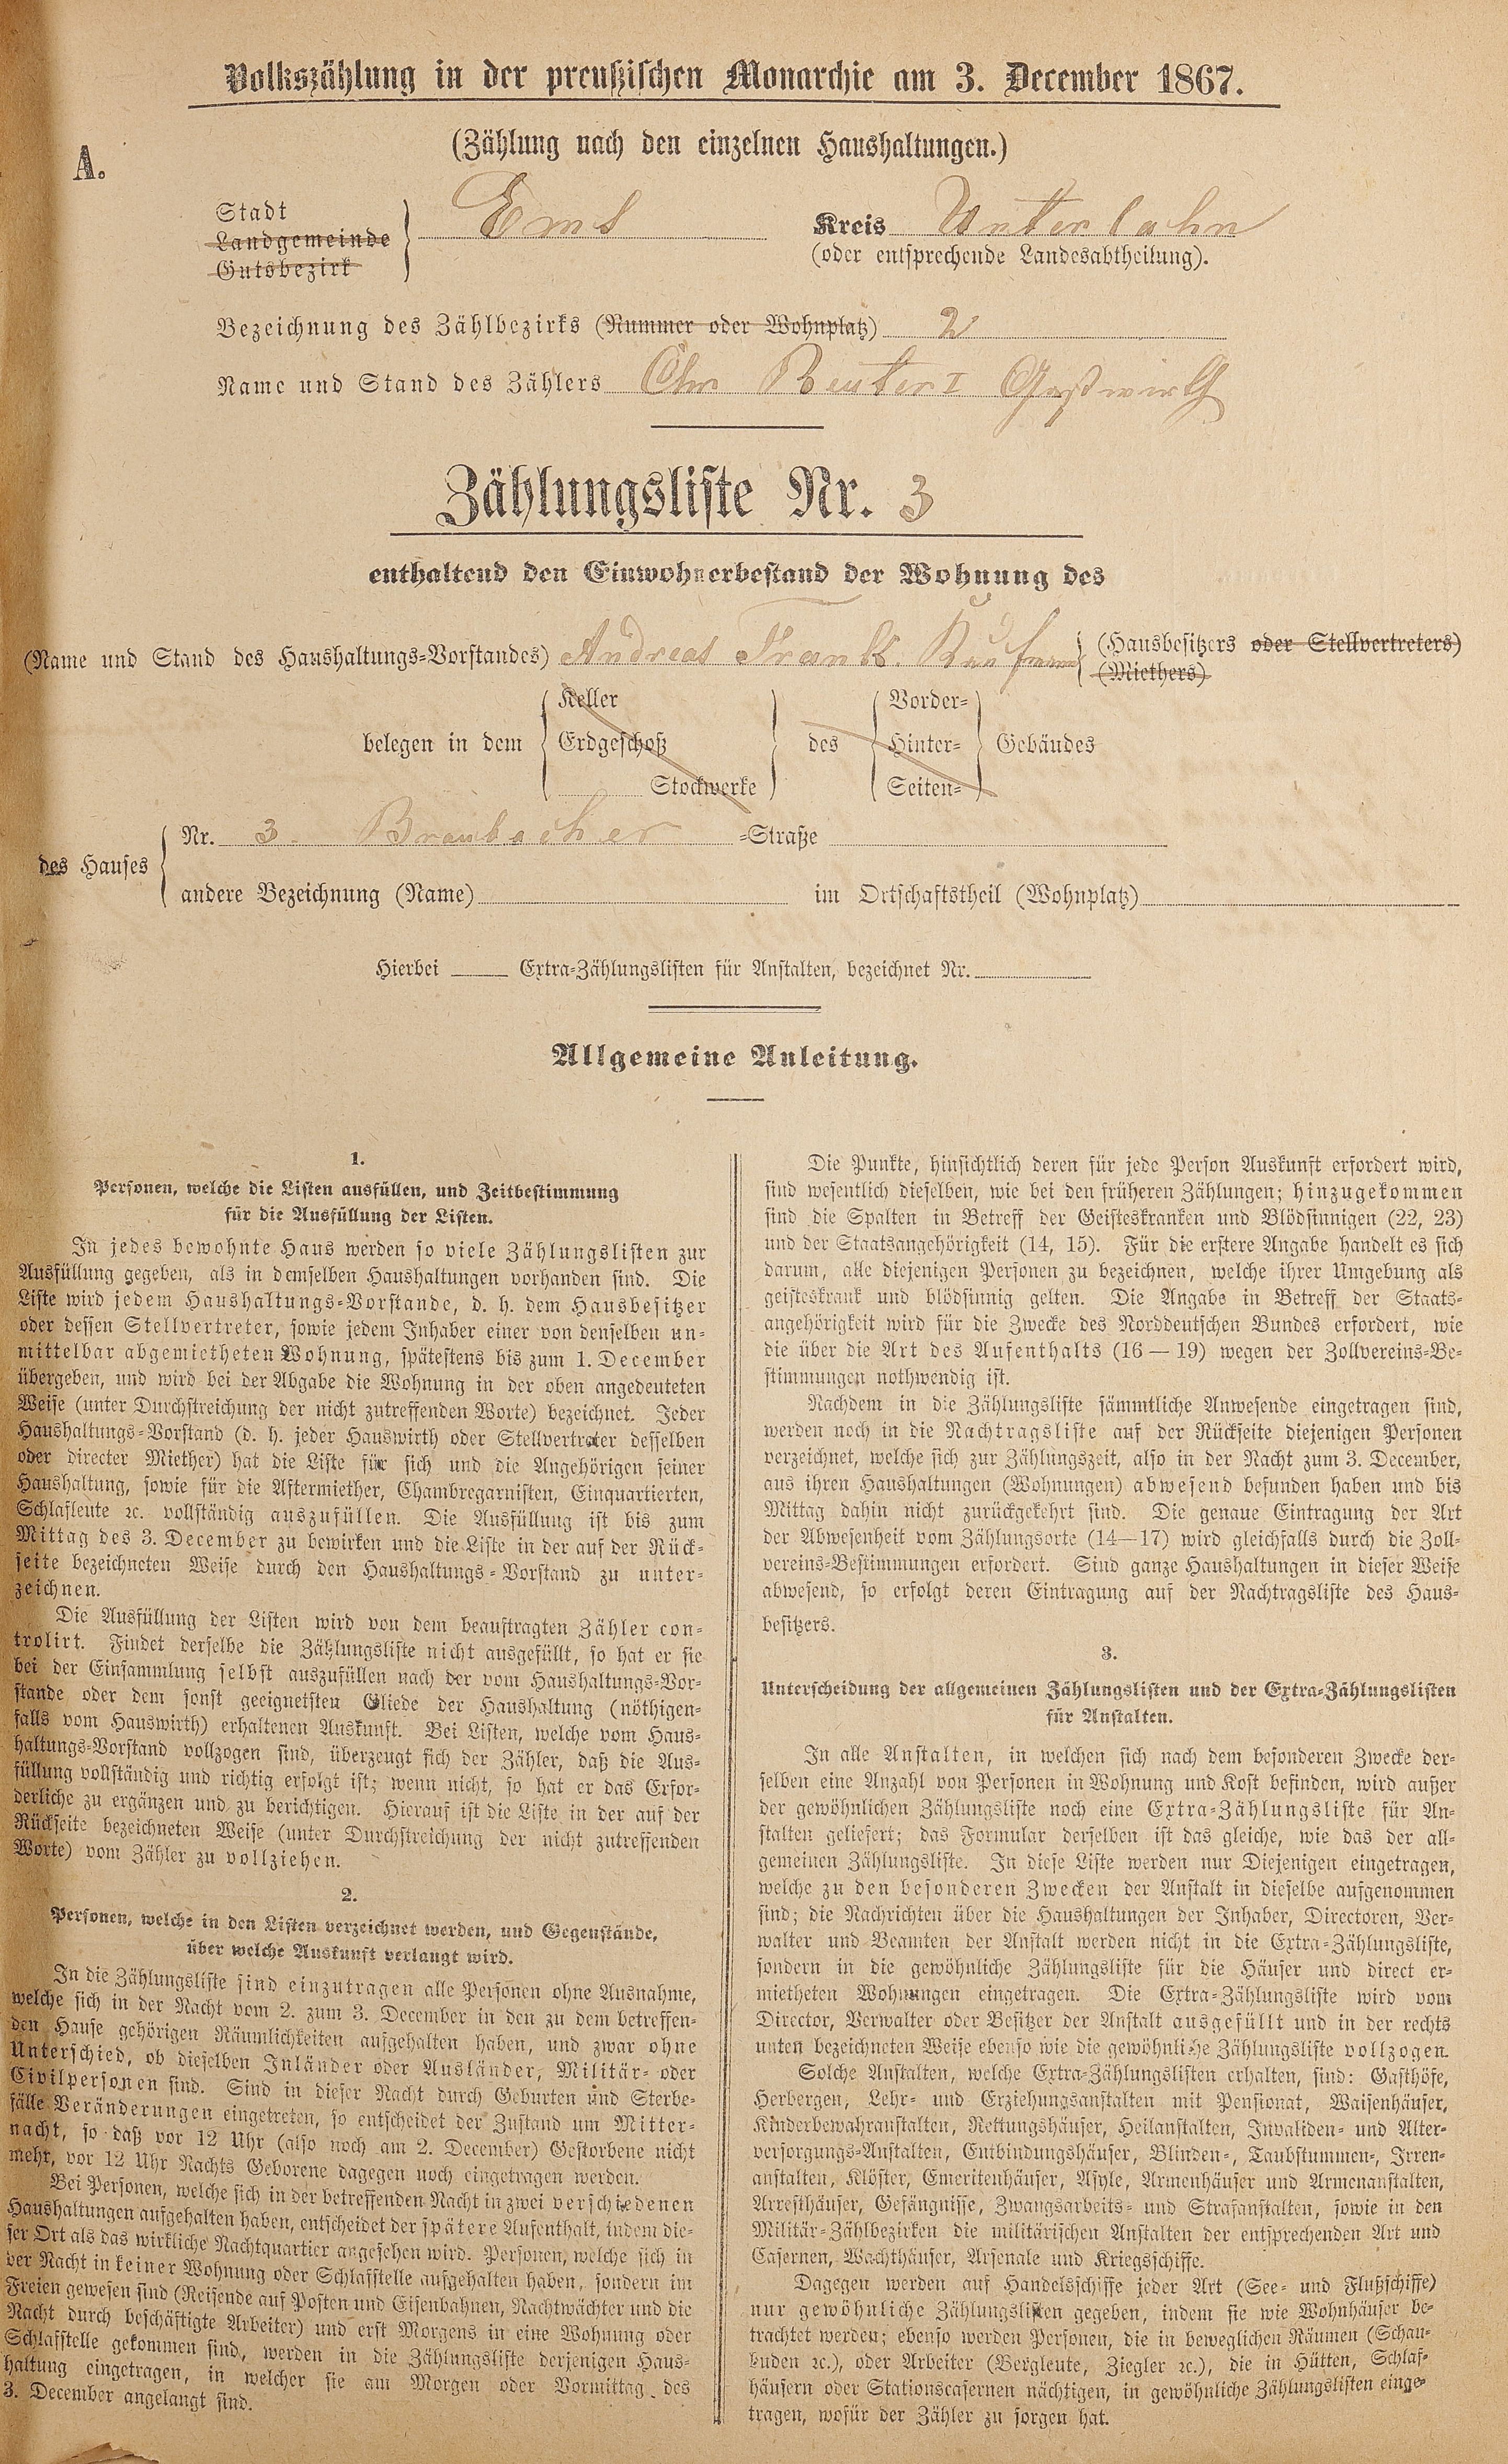 Volkszählung in der preußischen Monarchie am 3. December 1867.
(Zählung nach den einzelnen Haushaltungen.)
A.
Stadt
Landgemeinde
Gutsbezirk
Ems
Kreis Unterlahn
(oder entsprechende Landesabtheilung).
Bezeichnung des Zählbezirks (Nummer oder Wohnplatz) 2
Name und Stand des Zählers Chr Reuter I Gastwirth
Zählungsliste Nr. 3
enthaltend den Einwohnerbestand der Wohnung des
(Name und Stand des Haushaltungs-Vorstandes) Andreas Kaufmann
(Hausbesitzers oder Stellvertreters)
(Miethers)
belegen in dem
Keller
Erdgeschoß
Stockwerke
des
Vorder-
Hinter-
Seiten-
Gebäudes
des Hauses
Nr. 3. Braubacher -Straße
andere Bezeichnung (Name) im Ortschaftstheil (Wohnplatz)
Hierbei Extra-Zählungslisten für Anstalten, bezeichnet Nr.
Allgemeine Anleitung.
1.
Personen, welche die Listen ausfüllen, und Zeitbestimmung
für die Ausfüllung der Listen.
In jedes bewohnte Haus werden so viele Zählungslisten zur
Ausfüllung gegeben, als in demselben Haushaltungen vorhanden sind. Die
Liste wird jedem Haushaltungs-Vorstande, d. h. dem Hausbesitzer
oder dessen Stellvertreter, sowie jedem Inhaber einer von denselben un-
mittelbar abgemietheten Wohnung, spätestens bis zum 1. December
übergeben, und wird bei der Abgabe die Wohnung in der oben angedeuteten
Weise (unter Durchstreichung der nicht zutreffenden Worte) bezeichnet. Jeder
Haushaltungs-Vorstand (d. h. jeder Hauswirth oder Stellvertreter desselben
oder directer Miether) hat die Liste für sich und die Angehörigen seiner
Haushaltung, sowie für die Aftermiether, Chambregarnisten, Einquartierten,
Schlafleute ꝛc. vollständig auszufüllen. Die Ausfüllung ist bis zum
Mittag des 3. December zu bewirken und die Liste in der auf der Rück-
seite bezeichneten Weise durch den Haushaltungs-Vorstand zu unter-
zeichnen.
Die Ausfüllung der Listen wird von dem beauftragten Zähler con-
trolirt. Findet derselbe die Zählungsliste nicht ausgefüllt, so hat er sie
bei der Einsammlung selbst auszufüllen nach der vom Haushaltungs-Vor-
stande oder dem sonst geeignetsten Gliede der Haushaltung (nöthigen-
falls vom Hauswirth) erhaltenen Auskunft. Bei Listen, welche vom Haus-
haltungs-Vorstand vollzogen sind, überzeugt sich der Zähler, daß die Aus-
füllung vollständig und richtig erfolgt ist; wenn nicht, so hat er das Erfor-
derliche zu ergänzen und zu berichtigen. Hierauf ist die Liste in der auf der
Rückseite bezeichneten Weise (unter Durchstreichung der nicht zutreffenden
Worte) vom Zähler zu vollziehen.
2.
Personen, welche in den Listen verzeichnet werden, und Gegenstände,
über welche Auskunft verlangt wird.
In die Zählungsliste sind einzutragen alle Personen ohne Ausnahme,
welche sich in der Nacht vom 2. zum 3. December in den zu dem betreffen-
den Hause gehörigen Räumlichkeiten aufgehalten haben, und zwar ohne
Unterschied, ob dieselben Inländer oder Ausländer, Militär- oder
Civilpersonen sind. Sind in dieser Nacht durch Geburten und Sterbe-
fälle Veränderungen eingetreten, so entscheidet der Zustand um Mitter-
nacht, so daß vor 12 Uhr (also noch am 2. December) Gestorbene nicht
mehr, vor 12 Uhr Nachts Geborene dagegen noch eingetragen werden.
Bei Personen, welche sich in der betreffenden Nacht in zwei verschiedenen
Haushaltungen aufgehalten haben, entscheidet der spätere Aufenthalt, indem die-
ser Ort als das wirkliche Nachtquartier angesehen wird. Personen, welche sich in
der Nacht in keiner Wohnung oder Schlafstelle aufgehalten haben, sondern im
Freien gewesen sind (Reisende auf Posten und Eisenbahnen, Nachtwächter und die
Nacht durch beschäftigte Arbeiter) und erst Morgens in eine Wohnung oder
Schlafstelle gekommen sind, werden in die Zählungsliste derjenigen Haus-
haltung eingetragen, in welcher sie am Morgen oder Vormittag des
3. December angelangt sind.
Die Punkte, hinsichtlich deren für jede Person Auskunft erfordert wird,
sind wesentlich dieselben, wie bei den früheren Zählungen; hinzugekommen
sind die Spalten in Betreff der Geisteskranken und Blödsinnigen (22, 23)
und der Staatsangehörigkeit (14, 15). Für die erstere Angabe handelt es sich
darum, alle diejenigen Personen zu bezeichnen, welche ihrer Umgebung als
geisteskrank und blödsinnig gelten. Die Angabe in Betreff der Staats-
angehörigkeit wird für die Zwecke des Norddeutschen Bundes erfordert, wie
die über die Art des Aufenthalts (16 — 19) wegen der Zollvereins-Be-
stimmungen nothwendig ist.
Nachdem in die Zählungsliste sämmtliche Anwesende eingetragen sind,
werden noch in die Nachtragsliste auf der Rückseite diejenigen Personen
verzeichnet, welche sich zur Zählungszeit, also in der Nacht zum 3. December,
aus ihren Haushaltungen (Wohnungen) abwesend befunden haben und bis
Mittag dahin nicht zurückgekehrt sind. Die genaue Eintragung der Art
der Abwesenheit vom Zählungsorte (14—17) wird gleichfalls durch die Zoll-
vereins-Bestimmungen erfordert. Sind ganze Haushaltungen in dieser Weise
abwesend, so erfolgt deren Eintragung auf der Nachtragsliste des Haus-
besitzers.
3.
Unterscheidung der allgemeinen Zählungslisten und der Extra-Zählungslisten
für Anstalten.
In alle Anstalten, in welchen sich nach dem besonderen Zwecke der-
selben eine Anzahl von Personen in Wohnung und Kost befinden, wird außer
der gewöhnlichen Zählungsliste noch eine Extra-Zählungsliste für An-
stalten geliefert; das Formular derselben ist das gleiche, wie das der all-
gemeinen Zählungsliste. In diese Liste werden nur Diejenigen eingetragen,
welche zu den besonderen Zwecken der Anstalt in dieselbe aufgenommen
sind; die Nachrichten über die Haushaltungen der Inhaber, Directoren, Ver-
walter und Beamten der Anstalt werden nicht in die Extra-Zählungsliste,
sondern in die gewöhnliche Zählungsliste für die Häuser und direct er-
mietheten Wohnungen eingetragen. Die Extra-Zählungsliste wird vom
Director, Verwalter oder Besitzer der Anstalt ausgefüllt und in der rechts
unten bezeichneten Weise ebenso wie die gewöhnliche Zählungsliste vollzogen.
Solche Anstalten, welche Extra-Zählungslisten erhalten, sind: Gasthöfe,
Herbergen, Lehr- und Erziehungsanstalten mit Pensionat, Waisenhäuser,
Kinderbewahranstalten, Rettungshäuser, Heilanstalten, Invaliden- und Alter-
versorgungs-Anstalten, Entbindungshäuser, Blinden-, Taubstummen-, Irren-
anstalten, Klöster, Emeritenhäuser, Asyle, Armenhäuser und Armenanstalten,
Arresthäuser, Gefängnisse, Zwangsarbeits- und Strafanstalten, sowie in den
Militär-Zählbezirken die militärischen Anstalten der entsprechenden Art und
Casernen, Wachthäuser, Arsenale und Kriegsschiffe.
Dagegen werden auf Handelsschiffe jeder Art (See- und Flußschiffe)
nur gewöhnliche Zählungslisten gegeben, indem sie wie Wohnhäuser be-
trachtet werden; ebenso werden Personen, die in beweglichen Räumen (Schau-
buden ꝛc.), oder Arbeiter (Bergleute, Ziegler ꝛc.), die in Hütten, Schlaf-
häusern oder Stationscasernen nächtigen, in gewöhnliche Zählungslisten einge-
tragen, wofür der Zähler zu sorgen hat.